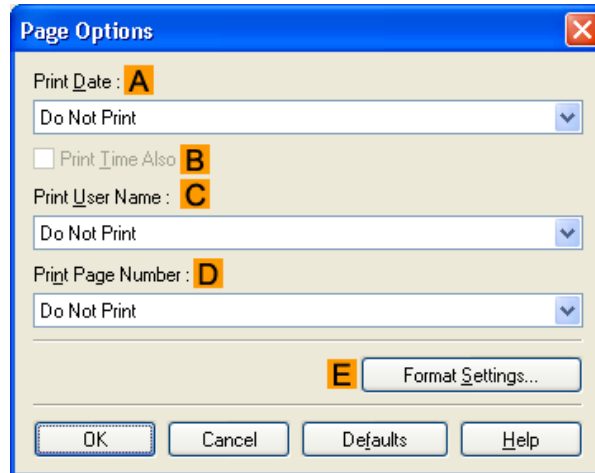 Page Options
Print Date : A
Do Not Print
Print Time Also B
Print User Name : C
Do Not Print
Print Page Number : D
Do Not Print
E Format Settings...
OK Cancel Defaults Help